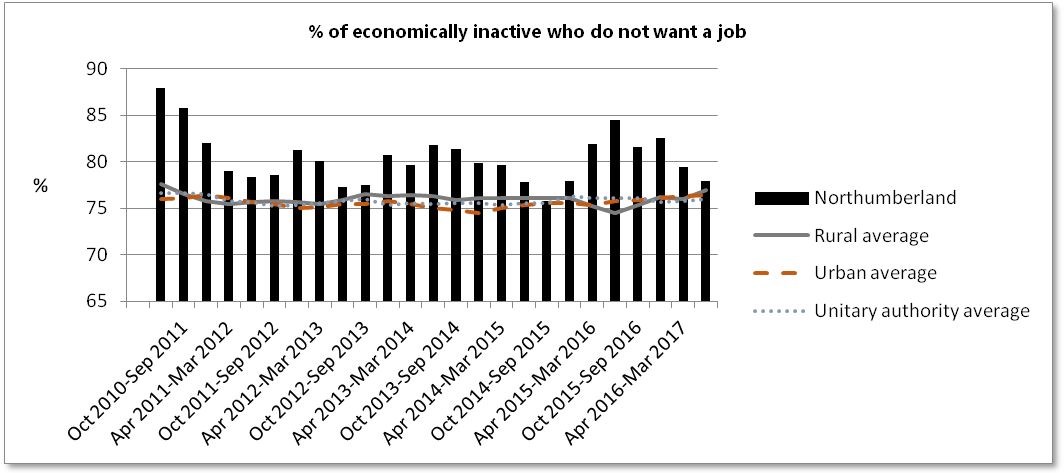 % of economically inactive who do not want a job
90
85
80
75
70
65
%
Oct 2010-Sep 2011
Apr 2011-Mar 2012
Oct 2011-Sep 2012
Apr 2012-Mar 2013
Oct 2012-Sep 2013
Apr 2013-Mar 2014
Oct 2013-Sep 2014
Apr 2014-Mar 2015
Oct 2014-Sep 2015
Apr 2015-Mar 2016
Oct 2015-Sep 2016
Apr 2016-Mar 2017
Northumberland
Rural average
Urban average
Unitary authority average